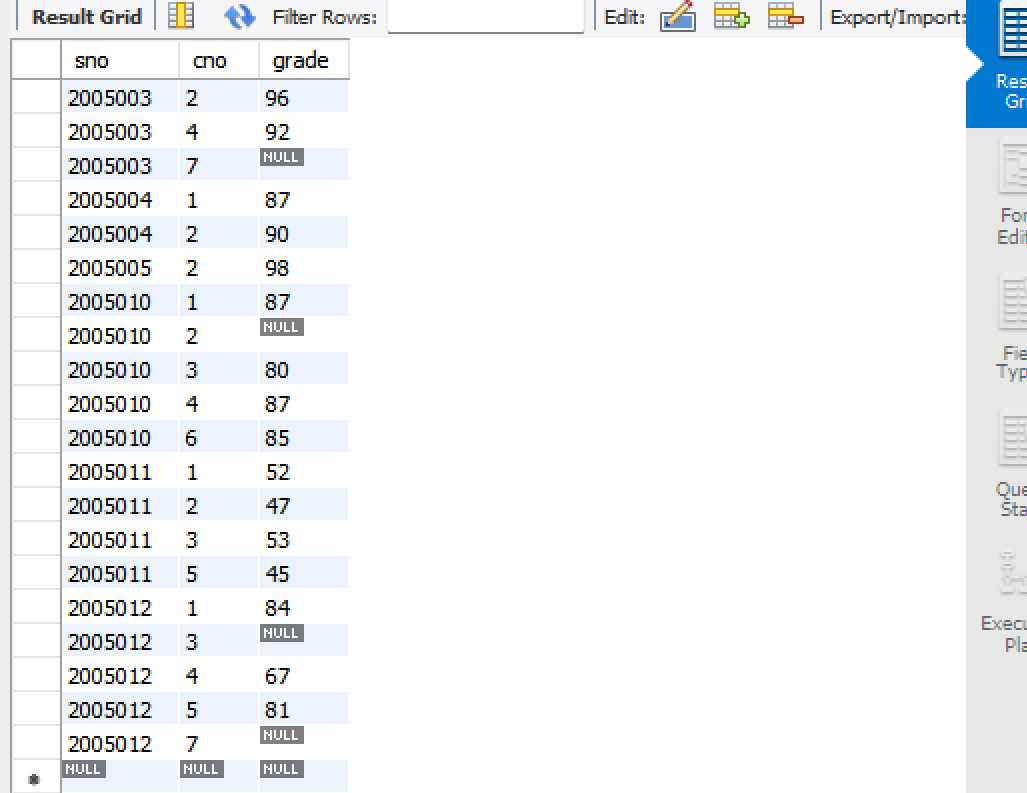 Result Grid Filter Rows: Edit: Export/Import:
sno cno grade
2005003 2 96
2005003 4 92
2005003 7 NULL
2005004 1 87
2005004 2 90
2005005 2 98
2005010 1 87
2005010 2 NULL
2005010 3 80
2005010 4 87
2005010 6 85
2005011 1 52
2005011 2 47
2005011 3 53
2005011 5 45
2005012 1 84
2005012 3 NULL
2005012 4 67
2005012 5 81
2005012 7 NULL
NULL NULL NULL
Res
Gri
For
Edit
Fie
Typ
Que
Sta
Execu
Pla